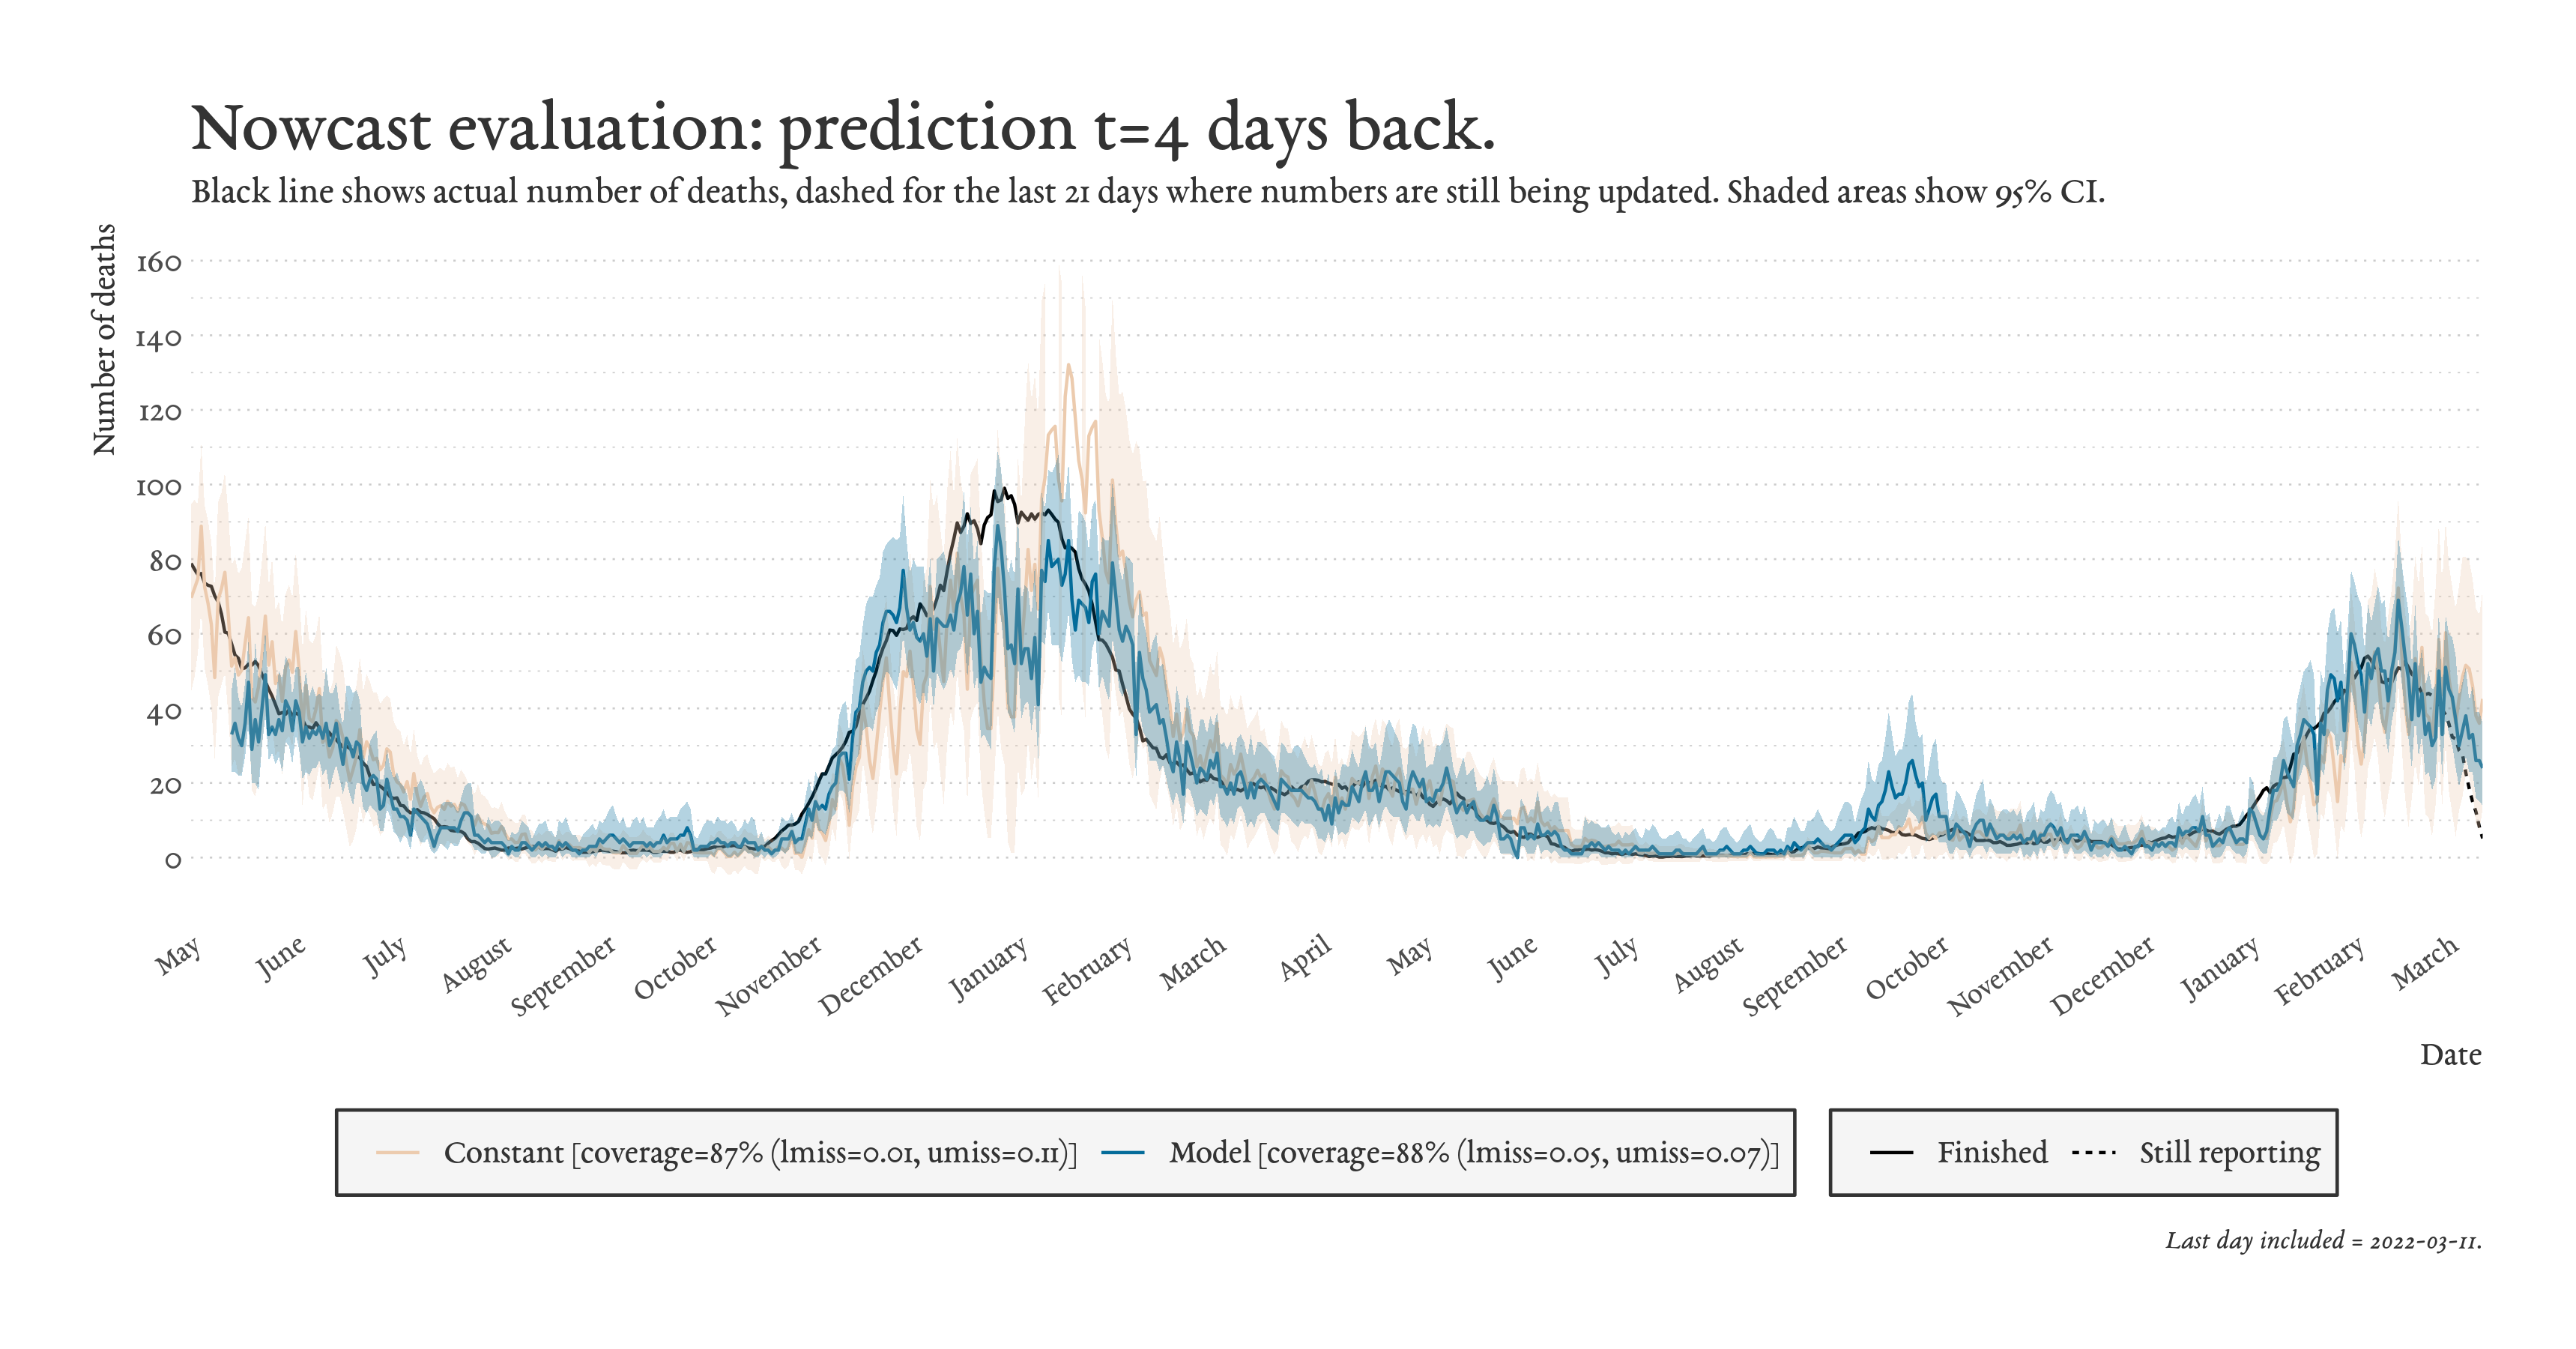 Nowcast evaluation: prediction t=4 days back.
Black line shows actual number of deaths, dashed for the last 21 days where numbers are still being updated. Shaded areas show 95% CI.
Number of deaths
160
140
120
100
80
60
40
20
0
May
June
July
August
September
October
November
December
January
February
March
April
May
June
July
August
September
October
November
December
January
February
March
Date
Constant [coverage=87% (lmiss=0.01, umiss=0.11)]
Model [coverage=88% (lmiss=0.05, umiss=0.07)]
Finished
Still reporting
Last day included = 2022-03-11.